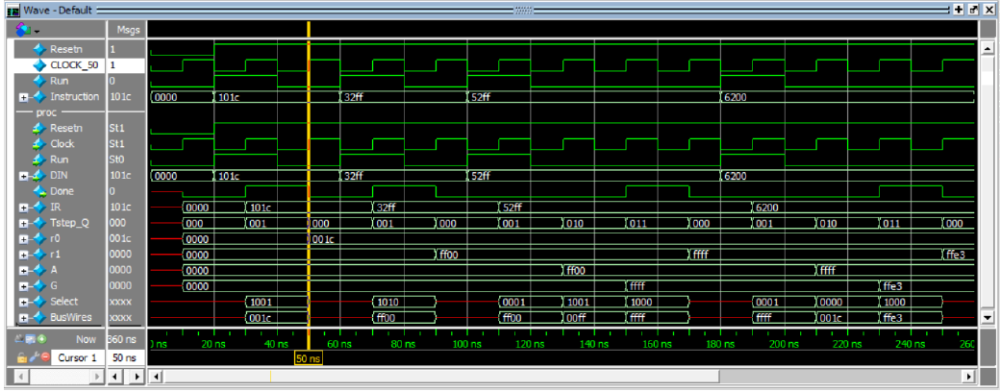 Wave - Default
Msgs
Resetn 1
CLOCK_50 1
Run 0
Instruction 101c 0000 101c 32ff 52ff 6200
proc
Resetn St1
Clock St1
Run St0
DIN 101c 0000 101c 32ff 52ff 6200
Done 0
IR 101c 0000 101c 32ff 52ff 6200
Tstep_Q 000 000 001 000 001 000 001 010 011 000 001 010 011 000
r0 001c 0000 001c
r1 0000 0000 ff00 ffff ffe3
A 0000 0000 ff00 ffff
G 0000 0000 ffff ffe3
Select xxxx 1001 1010 0001 1001 1000 0001 0000 1000
BusWires xxxx 001c ff00 ff00 00ff ffff ffff 001c ffe3
Now 360 ns ) ns 20 ns 40 ns 60 ns 80 ns 100 ns 120 ns 140 ns 160 ns 180 ns 200 ns 220 ns 240 ns 260
Cursor 1 50 ns 50 ns